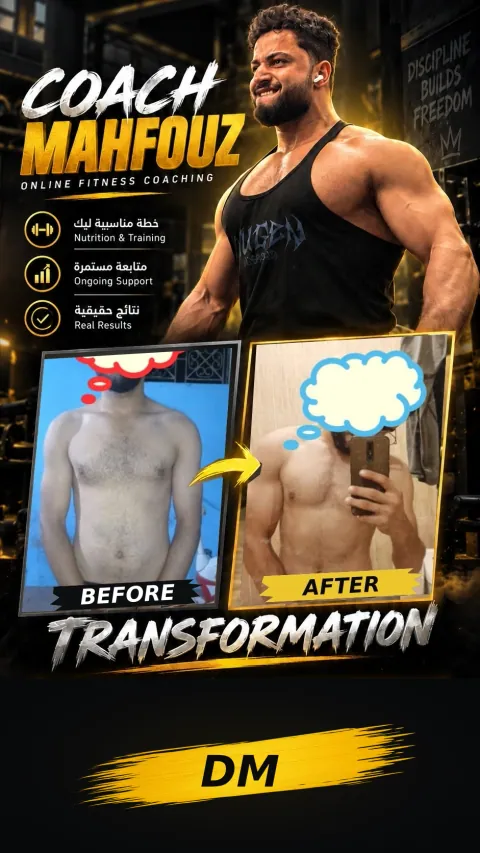 COACH
MAHFOUZ
ONLINE FITNESS COACHING
خطة مناسبية ليك
Nutrition & Training
متابعة مستمرة
Ongoing Support
نتائج حقيقية
Real Results
DISCIPLINE
BUILDS
FREEDOM
BEFORE
AFTER
TRANSFORMATION
DM